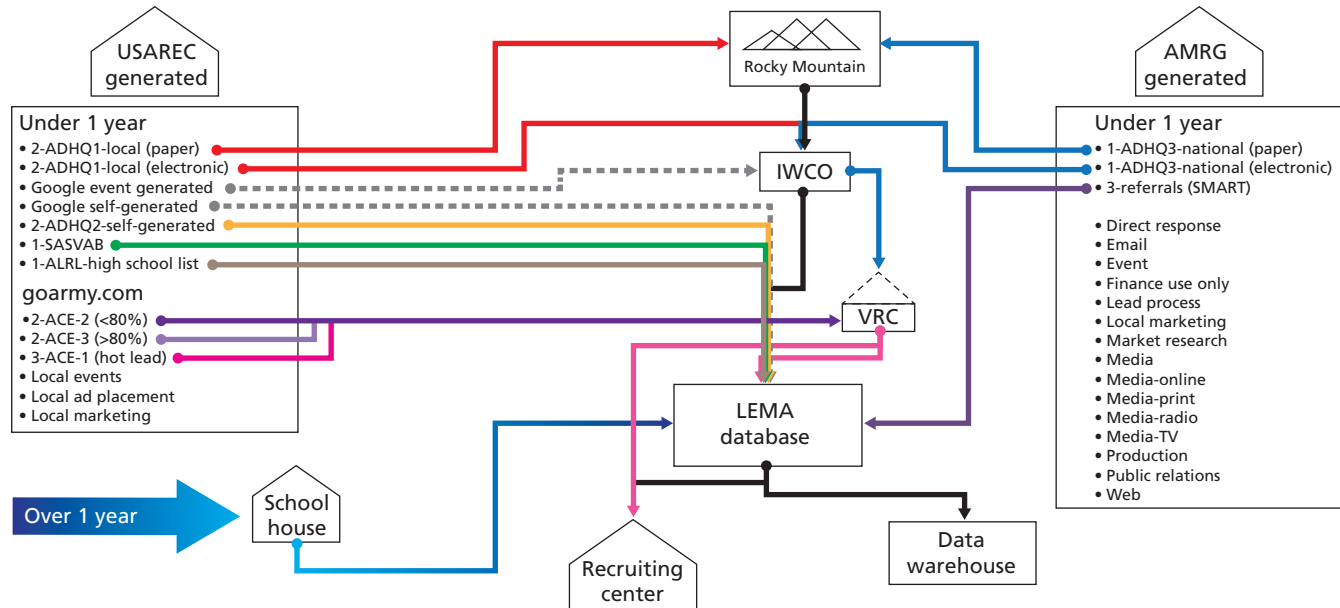 USAREC
generated
Under 1 year
• 2-ADHQ1-local (paper)
• 2-ADHQ1-local (electronic)
• Google event generated
• Google self-generated
• 2-ADHQ2-self-generated
• 1-SASVAB
• 1-ALRL-high school list
goarmy.com
• 2-ACE-2 (<80%)
• 2-ACE-3 (>80%)
• 3-ACE-1 (hot lead)
• Local events
• Local ad placement
• Local marketing
Over 1 year
School
house
Rocky Mountain
IWCO
VRC
LEMA
database
Recruiting
center
Data
warehouse
AMRG
generated
Under 1 year
• 1-ADHQ3-national (paper)
• 1-ADHQ3-national (electronic)
• 3-referrals (SMART)
• Direct response
• Email
• Event
• Finance use only
• Lead process
• Local marketing
• Market research
• Media
• Media-online
• Media-print
• Media-radio
• Media-TV
• Production
• Public relations
• Web